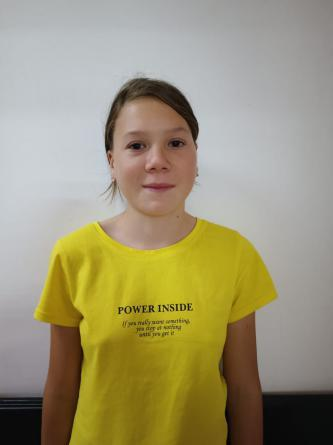 POWER INSIDE
If you really want something,
you stop at nothing
until you get it